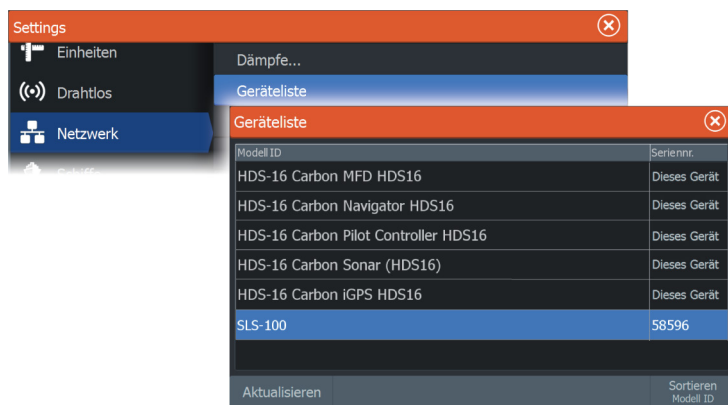 Settings
Einheiten
Dämpfe...
Drahtlos
Geräteliste
Netzwerk
Geräteliste
Modell ID Seriennr.
HDS-16 Carbon MFD HDS16 Dieses Gerät
HDS-16 Carbon Navigator HDS16 Dieses Gerät
HDS-16 Carbon Pilot Controller HDS16 Dieses Gerät
HDS-16 Carbon Sonar (HDS16) Dieses Gerät
HDS-16 Carbon iGPS HDS16 Dieses Gerät
SLS-100 58596
Aktualisieren Sortieren
Modell ID